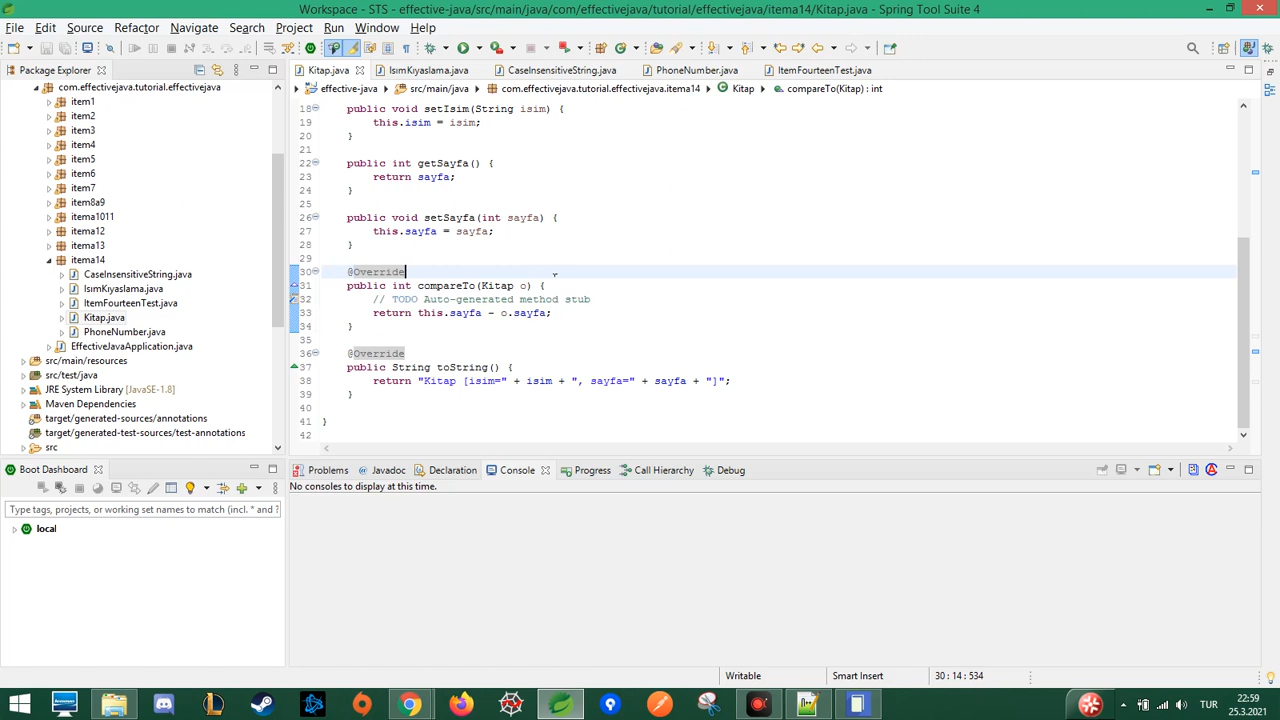 Workspace - STS - effective-java/src/main/java/com/effectivejava/tutorial/effectivejava/itema14/Kitap.java - Spring Tool Suite 4
File Edit Source Refactor Navigate Search Project Run Window Help
Package Explorer
com.effectivejava.tutorial.effectivejava
item1
item2
item3
item4
item5
item6
item7
item8a9
itema1011
itema12
itema13
itema14
CaseInsensitiveString.java
IsımKıyaslama.java
ItemFourteenTest.java
Kitap.java
PhoneNumber.java
EffectiveJavaApplication.java
src/main/resources
src/test/java
JRE System Library [JavaSE-1.8]
Maven Dependencies
target/generated-sources/annotations
target/generated-test-sources/test-annotations
src
Boot Dashboard
Type tags, projects, or working set names to match (incl. * and ?
local
Kitap.java IsımKıyaslama.java CaseInsensitiveString.java PhoneNumber.java ItemFourteenTest.java
effective-java src/main/java com.effectivejava.tutorial.effectivejava.itema14 Kitap compareTo(Kitap) : int
18 public void setIsim(String isim) {
19 this.isim = isim;
20 }
21
22 public int getSayfa() {
23 return sayfa;
24 }
25
26 public void setSayfa(int sayfa) {
27 this.sayfa = sayfa;
28 }
29
30 @Override
31 public int compareTo(Kitap o) {
32 // TODO Auto-generated method stub
33 return this.sayfa - o.sayfa;
34 }
35
36 @Override
37 public String toString() {
38 return "Kitap [isim=" + isim + ", sayfa=" + sayfa + "]";
39 }
40
41 }
42
Problems Javadoc Declaration Console Progress Call Hierarchy Debug
No consoles to display at this time.
Writable Smart Insert 30 : 14 : 534
TUR
22:59
25.3.2021